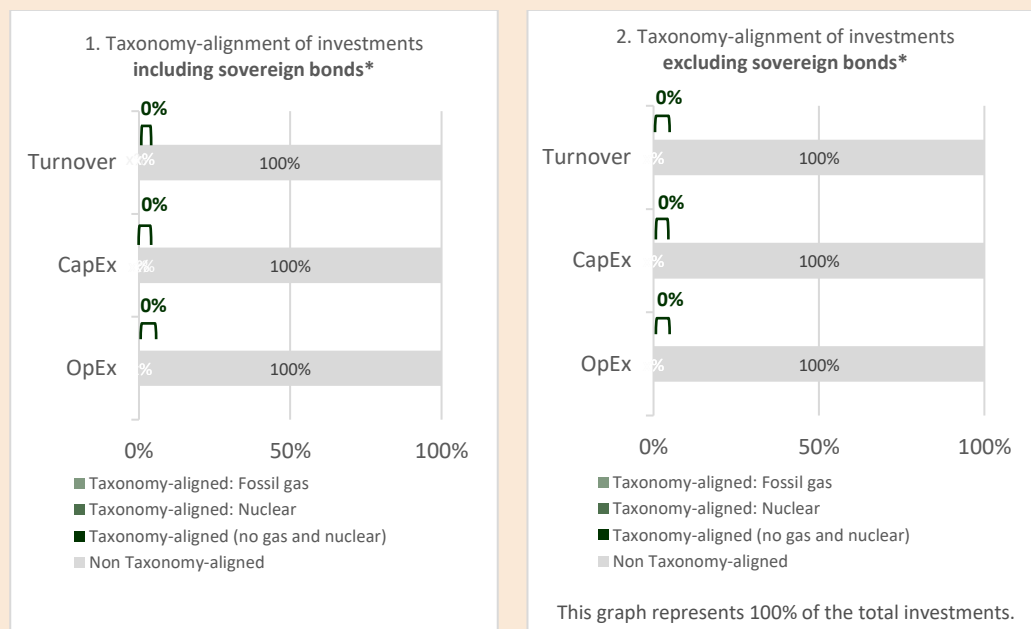 1. Taxonomy-alignment of investments
including sovereign bonds*
0%
Turnover
100%
0%
CapEx
100%
0%
OpEx
100%
0%
50%
100%
Taxonomy-aligned: Fossil gas
Taxonomy-aligned: Nuclear
Taxonomy-aligned (no gas and nuclear)
Non Taxonomy-aligned
2. Taxonomy-alignment of investments
excluding sovereign bonds*
0%
Turnover
%
100%
0%
CapEx
%
100%
0%
OpEx
%
100%
0%
50%
100%
Taxonomy-aligned: Fossil gas
Taxonomy-aligned: Nuclear
Taxonomy-aligned (no gas and nuclear)
Non Taxonomy-aligned
This graph represents 100% of the total investments.